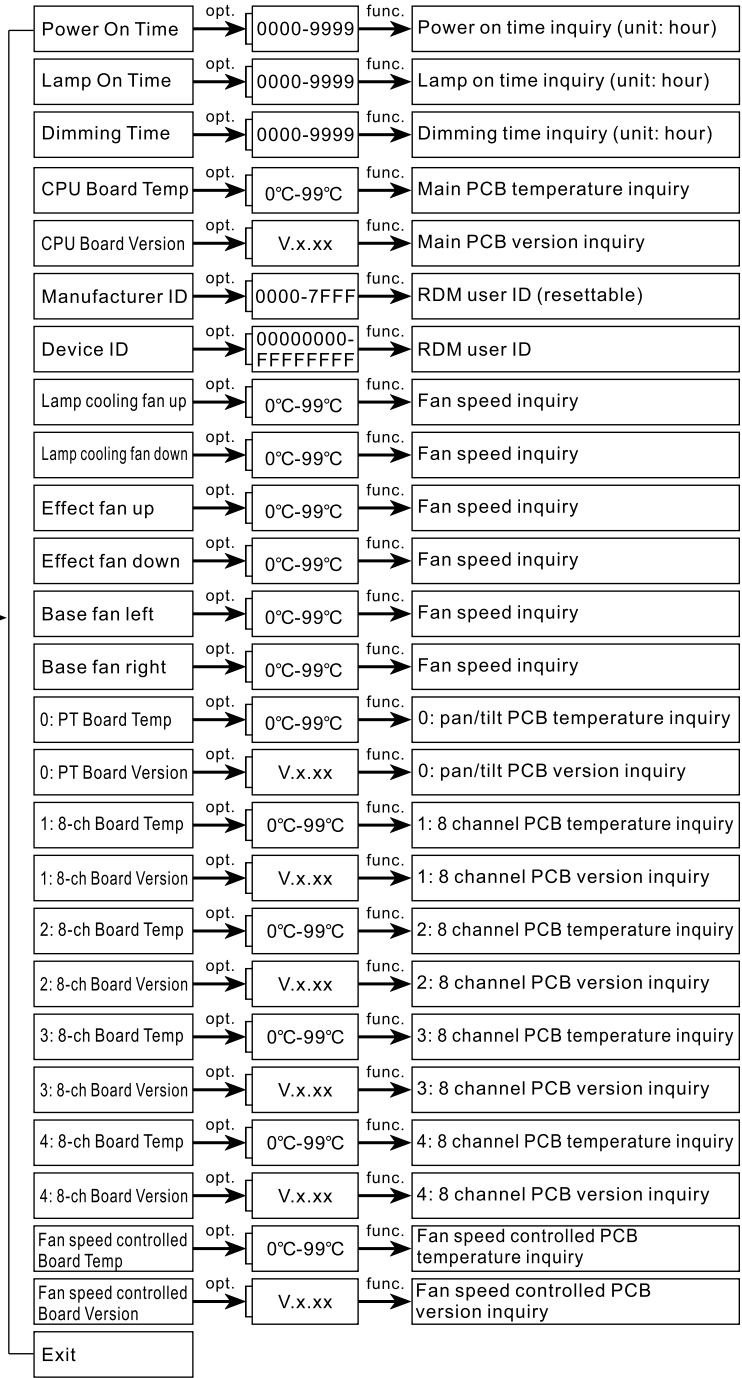 Power On Time opt. 0000-9999 func. Power on time inquiry (unit: hour)
Lamp On Time opt. 0000-9999 func. Lamp on time inquiry (unit: hour)
Dimming Time opt. 0000-9999 func. Dimming time inquiry (unit: hour)
CPU Board Temp opt. 0℃-99℃ func. Main PCB temperature inquiry
CPU Board Version opt. V.x.xx func. Main PCB version inquiry
Manufacturer ID opt. 0000-7FFF func. RDM user ID (resettable)
Device ID opt. 00000000-
FFFFFFFF func. RDM user ID
Lamp cooling fan up opt. 0℃-99℃ func. Fan speed inquiry
Lamp cooling fan down opt. 0℃-99℃ func. Fan speed inquiry
Effect fan up opt. 0℃-99℃ func. Fan speed inquiry
Effect fan down opt. 0℃-99℃ func. Fan speed inquiry
Base fan left opt. 0℃-99℃ func. Fan speed inquiry
Base fan right opt. 0℃-99℃ func. Fan speed inquiry
0: PT Board Temp opt. 0℃-99℃ func. 0: pan/tilt PCB temperature inquiry
0: PT Board Version opt. V.x.xx func. 0: pan/tilt PCB version inquiry
1: 8-ch Board Temp opt. 0℃-99℃ func. 1: 8 channel PCB temperature inquiry
1: 8-ch Board Version opt. V.x.xx func. 1: 8 channel PCB version inquiry
2: 8-ch Board Temp opt. 0℃-99℃ func. 2: 8 channel PCB temperature inquiry
2: 8-ch Board Version opt. V.x.xx func. 2: 8 channel PCB version inquiry
3: 8-ch Board Temp opt. 0℃-99℃ func. 3: 8 channel PCB temperature inquiry
3: 8-ch Board Version opt. V.x.xx func. 3: 8 channel PCB version inquiry
4: 8-ch Board Temp opt. 0℃-99℃ func. 4: 8 channel PCB temperature inquiry
4: 8-ch Board Version opt. V.x.xx func. 4: 8 channel PCB version inquiry
Fan speed controlled
Board Temp opt. 0℃-99℃ func. Fan speed controlled PCB
temperature inquiry
Fan speed controlled
Board Version opt. V.x.xx func. Fan speed controlled PCB
version inquiry
Exit